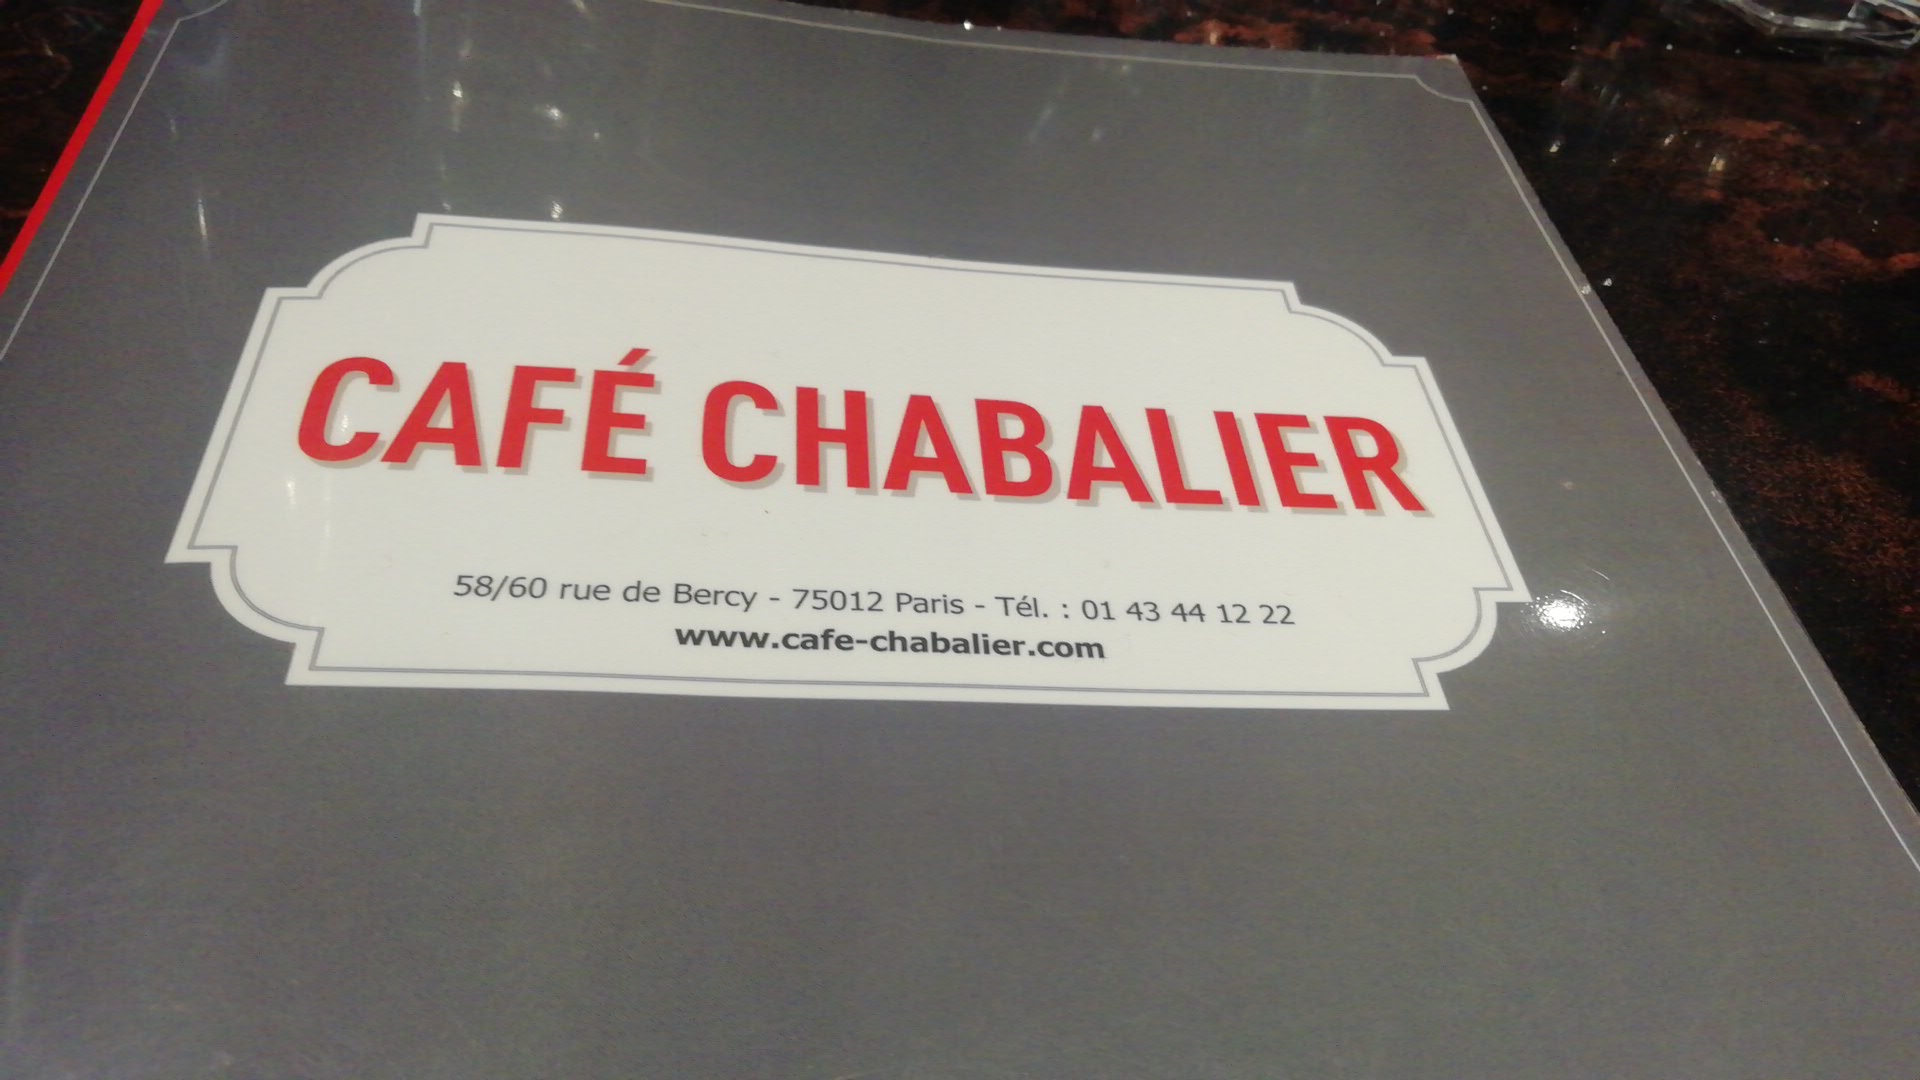 CAFÉ CHABALIER
58/60 rue de Bercy - 75012 Paris - Tél. : 01 43 44 12 22
www.cafe-chabalier.com